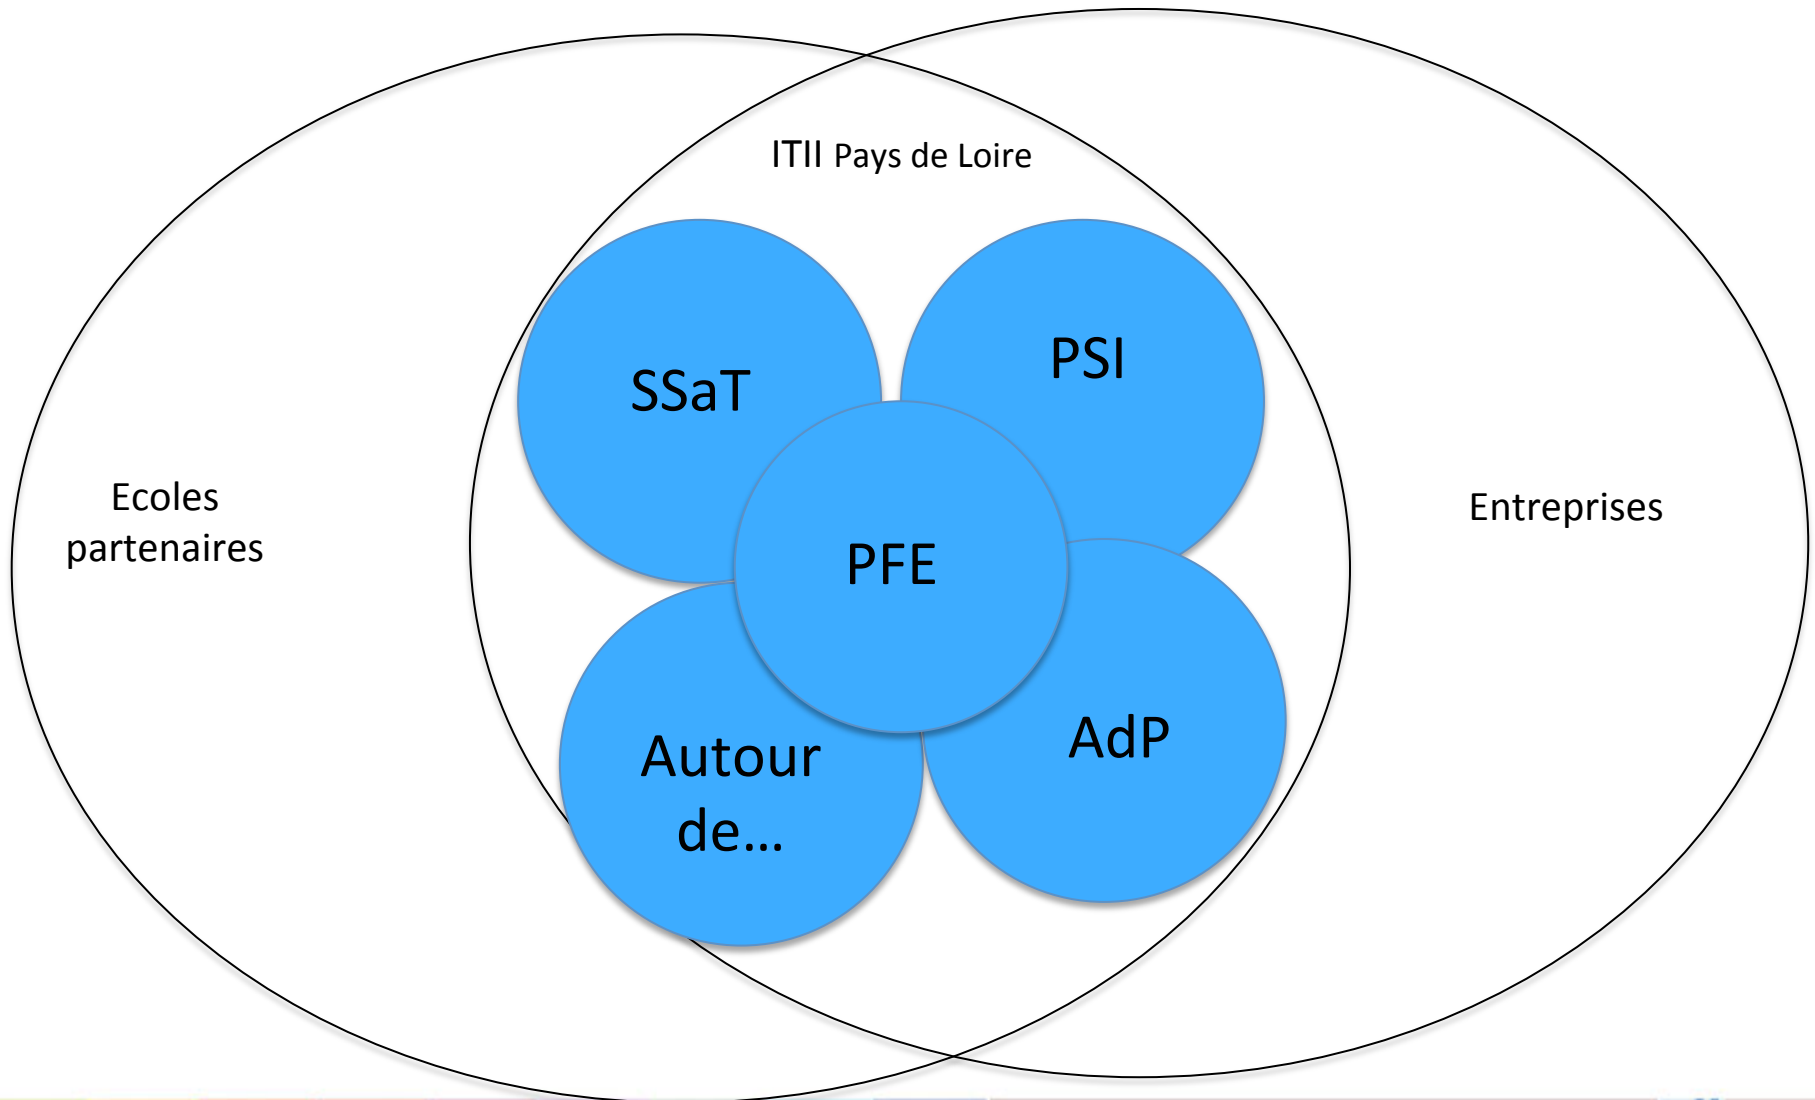 ITII Pays de Loire
SSaT
PSI
Ecoles
partenaires
Entreprises
PFE
Autour
de...
AdP